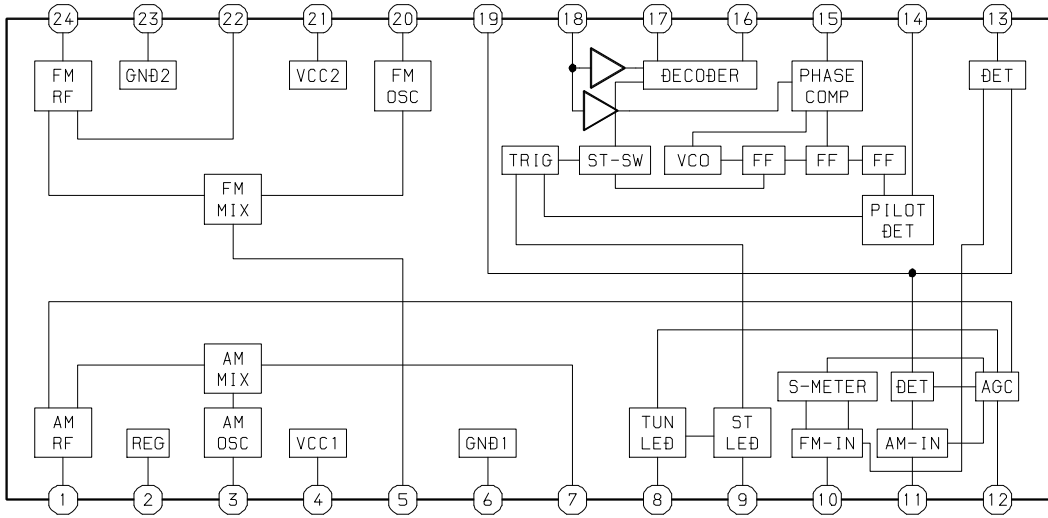 24 23 22 21 20 19 18 17 16 15 14 13
FM RF
GND2
VCC2
FM OSC
DECODER
PHASE COMP
DET
TRIG
ST-SW
VCO
FF
FF
FF
FM MIX
PILOT DET
AM MIX
S-METER
DET
AGC
AM RF
REG
AM OSC
VCC1
GND1
TUN LED
ST LED
FM-IN
AM-IN
1 2 3 4 5 6 7 8 9 10 11 12